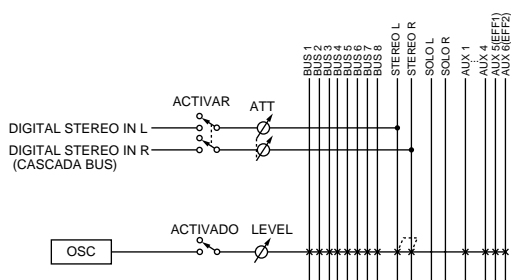 BUS 1
BUS 2
BUS 3
BUS 4
BUS 5
BUS 6
BUS 7
BUS 8
STEREO L
STEREO R
SOLO L
SOLO R
AUX 1
...
AUX 4
AUX 5(EFF1)
AUX 6(EFF2)
ACTIVAR
ATT
DIGITAL STEREO IN L
DIGITAL STEREO IN R
(CASCADA BUS)
ACTIVADO
LEVEL
OSC